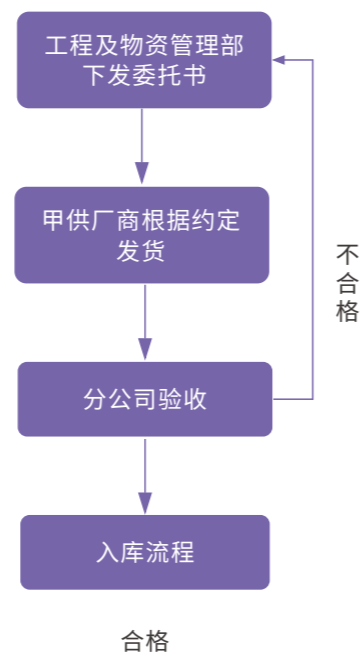 工程及物资管理部
下发委托书
甲供厂商根据约定
发货
不
合
格
分公司验收
入库流程
合格